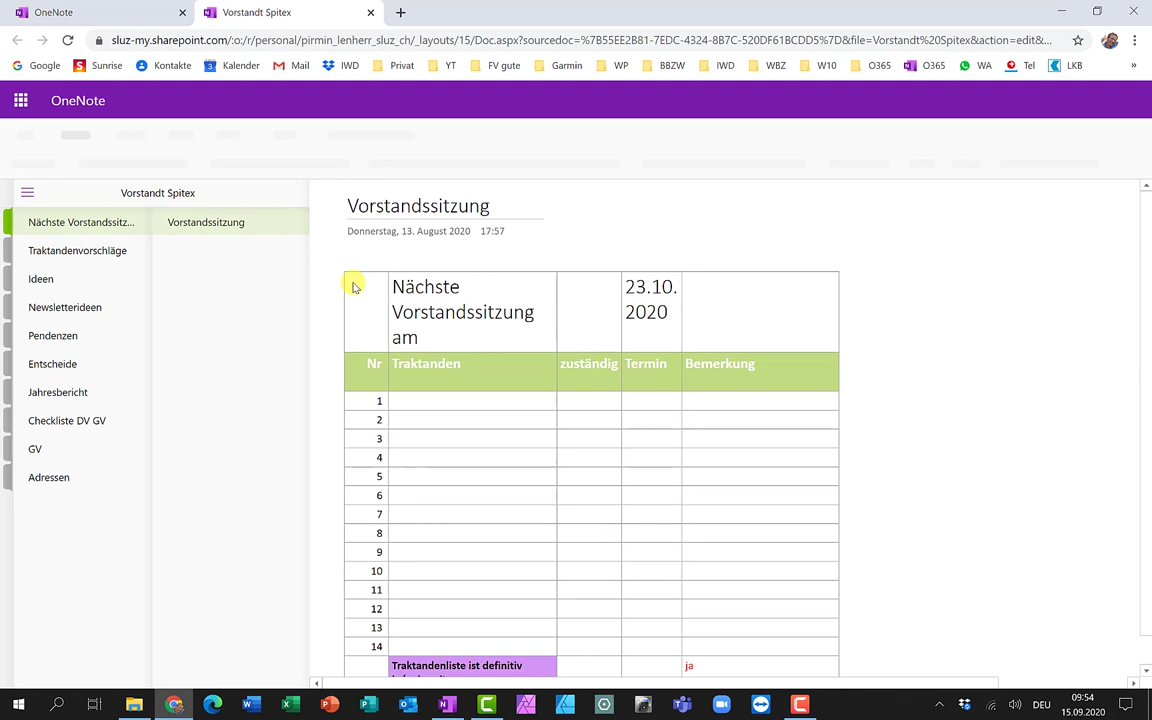 OneNote
Vorstandt Spitex
sluz-my.sharepoint.com/:o:/r/personal/pirmin_lenherr_sluz_ch/_layouts/15/Doc.aspx?sourcedoc=%7B55EE2B81-7EDC-4324-8B7C-520DF61BCDD5%7D&file=Vorstandt%20Spitex&action=edit&...
Google Sunrise Kontakte Kalender Mail IWD Privat YT FV gute Garmin WP BBZW IWD WBZ W10 O365 O365 WA Tel LKB »
OneNote
Vorstandt Spitex
Nächste Vorstandssitz...
Traktandenvorschläge
Ideen
Newsletterideen
Pendenzen
Entscheide
Jahresbericht
Checkliste DV GV
GV
Adressen
Vorstandssitzung
Vorstandssitzung
Donnerstag, 13. August 2020 17:57
Nächste
Vorstandssitzung
am
23.10.
2020
Nr Traktanden zuständig Termin Bemerkung
1
2
3
4
5
6
7
8
9
10
11
12
13
14
Traktandenliste ist definitiv ja
DEU
09:54
15.09.2020